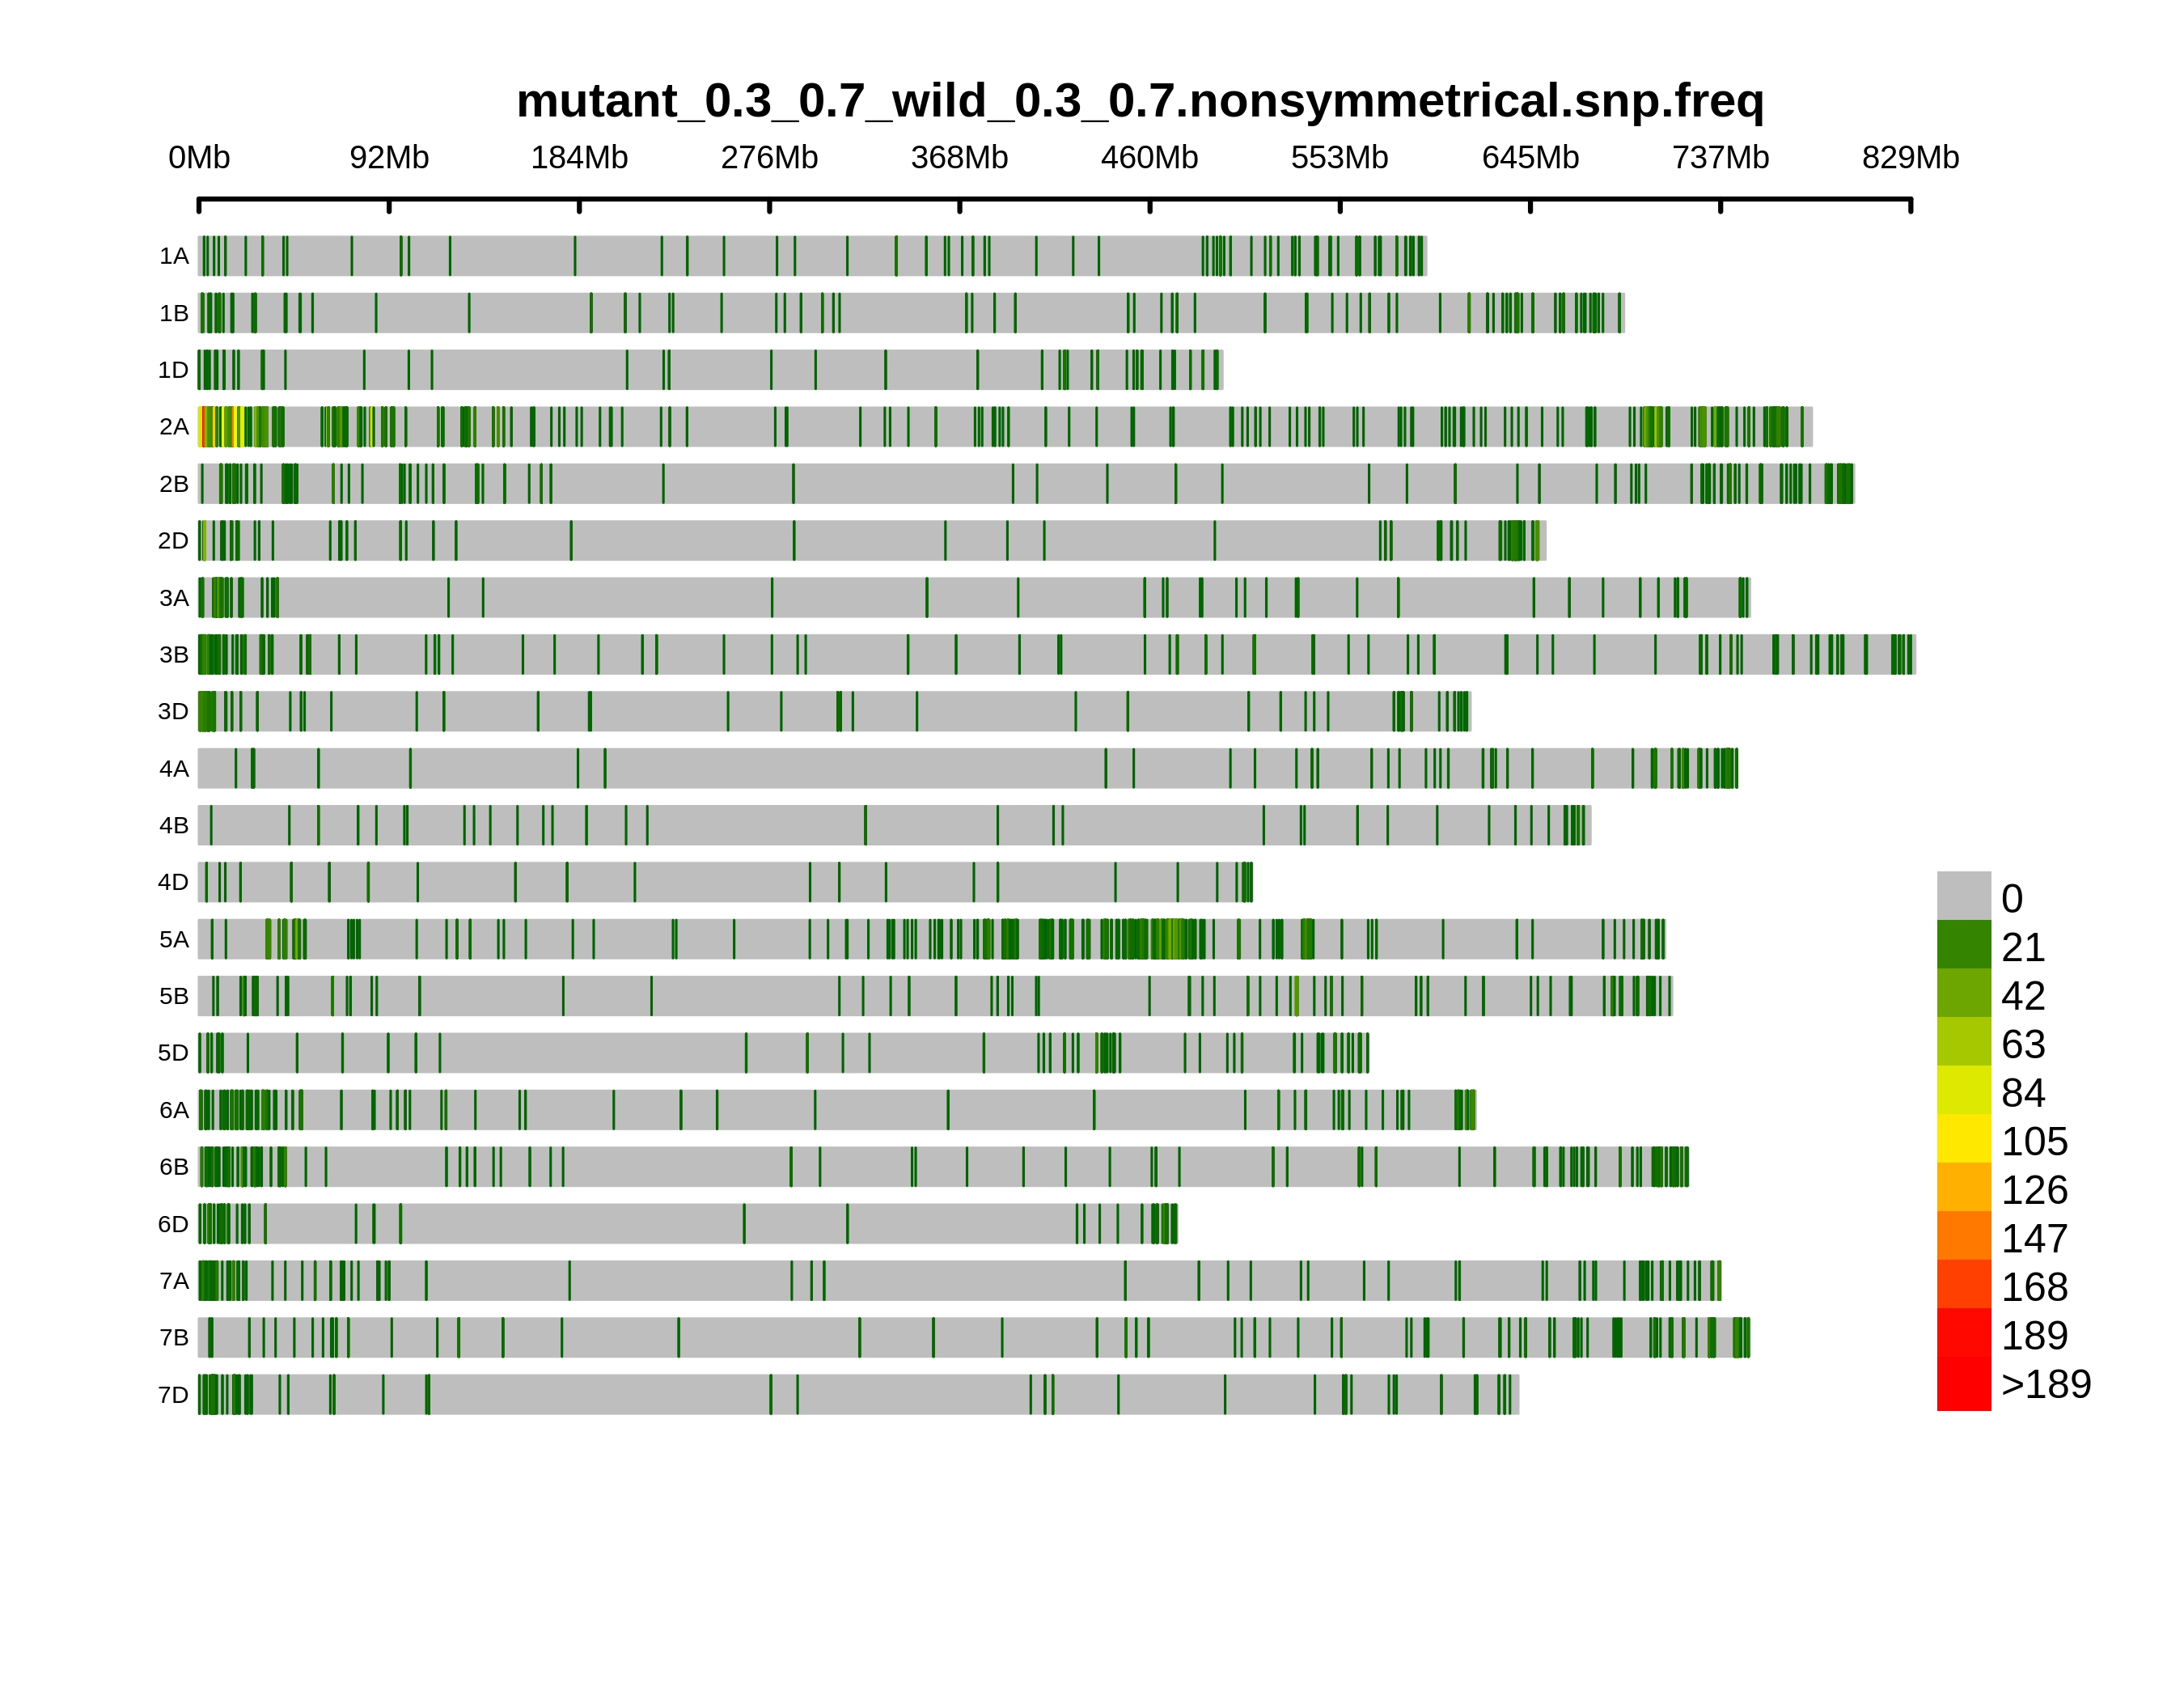 mutant_0.3_0.7_wild_0.3_0.7.nonsymmetrical.snp.freq
0Mb 92Mb 184Mb 276Mb 368Mb 460Mb 553Mb 645Mb 737Mb 829Mb
1A
1B
1D
2A
2B
2D
3A
3B
3D
4A
4B
4D
5A
5B
5D
6A
6B
6D
7A
7B
7D
0
21
42
63
84
105
126
147
168
189
>189